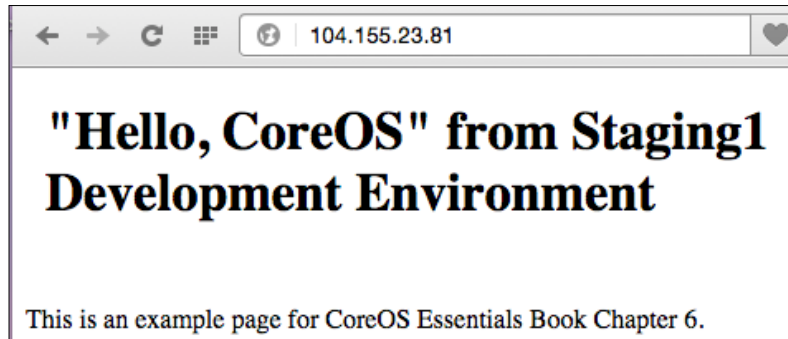 104.155.23.81
"Hello, CoreOS" from Staging1
Development Environment
This is an example page for CoreOS Essentials Book Chapter 6.